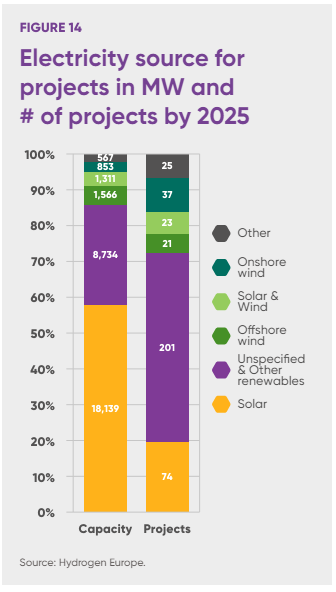 FIGURE 14
Electricity source for
projects in MW and
# of projects by 2025
100%
90%
80%
70%
60%
50%
40%
30%
20%
10%
0%
567
853
1,311
1,566
8,734
18,139
25
37
23
21
201
74
Capacity Projects
Other
Onshore
wind
Solar &
Wind
Offshore
wind
Unspecified
& Other
renewables
Solar
Source: Hydrogen Europe.